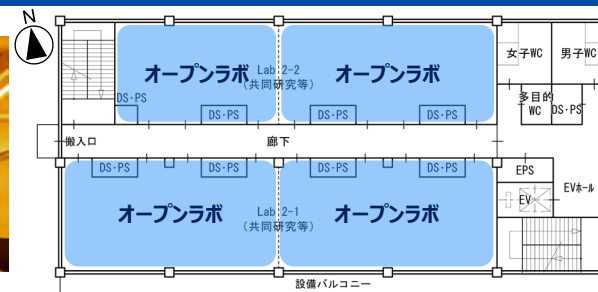 N
女子WC
男子WC
オープンラボ
Lab 2-2
(共同研究等)
オープンラボ
DS・PS
DS・PS
DS・PS
多目的
WC
DS・PS
搬入口
廊下
DS・PS
DS・PS
DS・PS
DS・PS
EPS
EV
EVホール
オープンラボ
Lab 2-1
(共同研究等)
オープンラボ
設備バルコニー